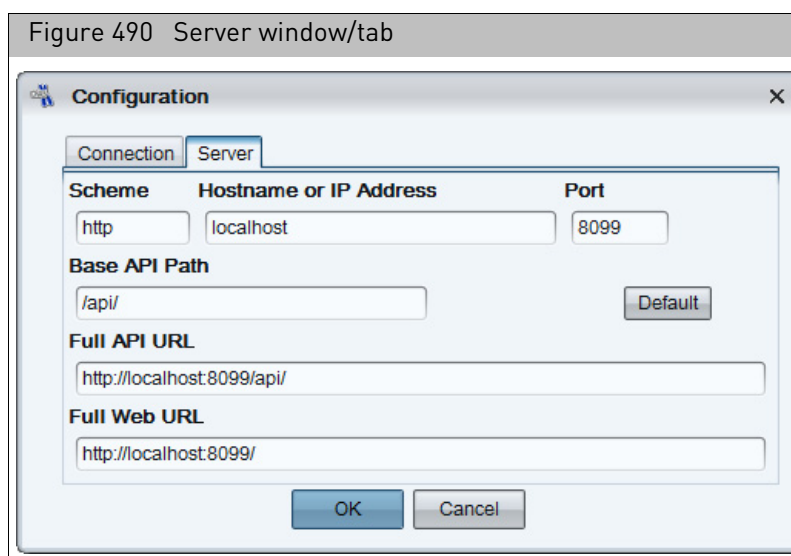 Figure 490 Server window/tab
Configuration
Connection Server
Scheme Hostname or IP Address Port
http localhost 8099
Base API Path
/api/ Default
Full API URL
http://localhost:8099/api/
Full Web URL
http://localhost:8099/
OK Cancel